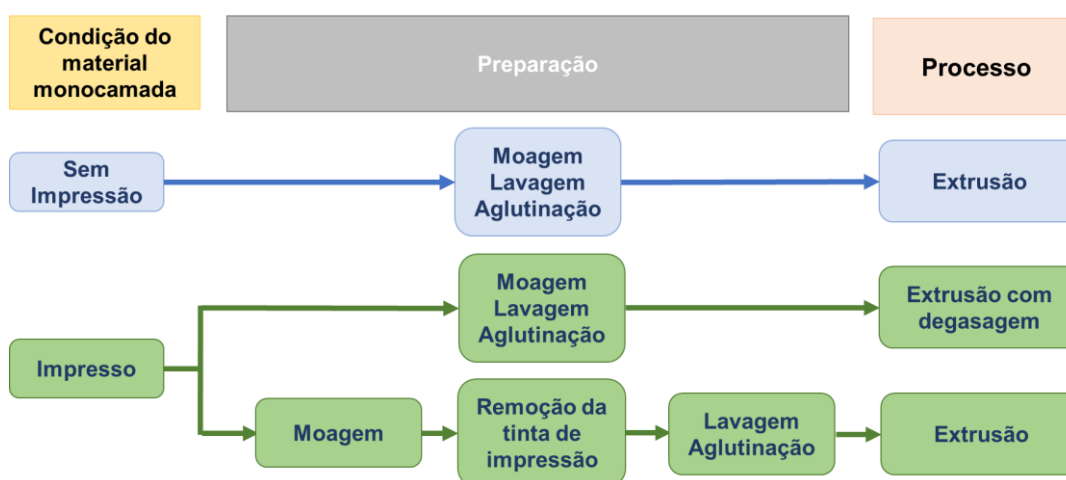 Condição do
material
monocamada
Preparação
Processo
Sem
Impressão
Moagem
Lavagem
Aglutinação
Extrusão
Impresso
Moagem
Lavagem
Aglutinação
Extrusão com
degasagem
Moagem
Remoção da
tinta de
impressão
Lavagem
Aglutinação
Extrusão